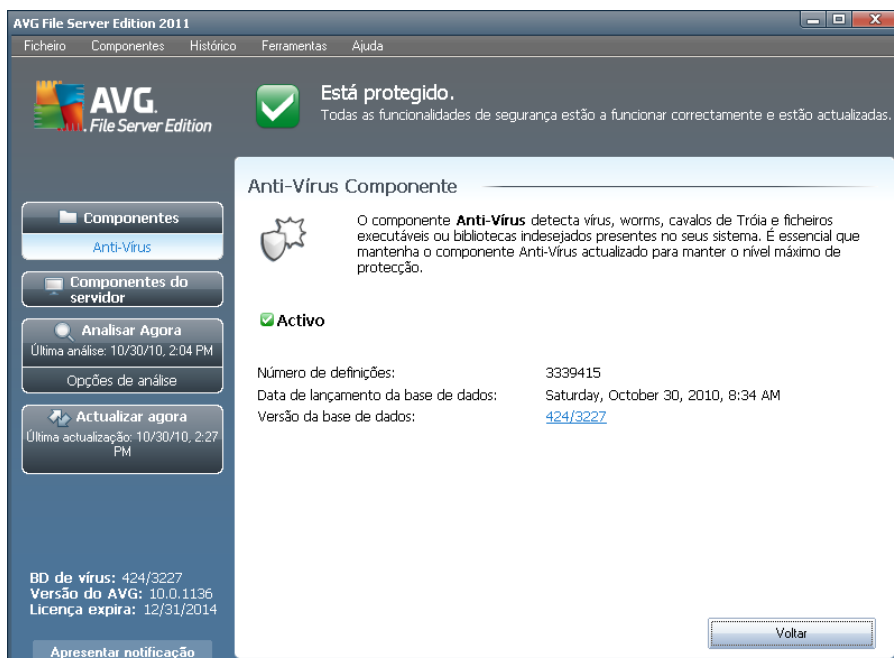 AVG File Server Edition 2011
Ficheiro Componentes Histórico Ferramentas Ajuda
AVG.
File Server Edition
Está protegido.
Todas as funcionalidades de segurança estão a funcionar correctamente e estão actualizadas.
Componentes
Anti-Vírus
Componentes do
servidor
Analisar Agora
Última análise: 10/30/10, 2:04 PM
Opções de análise
Actualizar agora
Última actualização: 10/30/10, 2:27
PM
BD de vírus: 424/3227
Versão do AVG: 10.0.1136
Licença expira: 12/31/2014
Apresentar notificação
Anti-Vírus Componente
O componente Anti-Vírus detecta vírus, worms, cavalos de Tróia e ficheiros
executáveis ou bibliotecas indesejados presentes no seus sistema. É essencial que
mantenha o componente Anti-Vírus actualizado para manter o nível máximo de
protecção.
Activo
Número de definições: 3339415
Data de lançamento da base de dados: Saturday, October 30, 2010, 8:34 AM
Versão da base de dados: 424/3227
Voltar